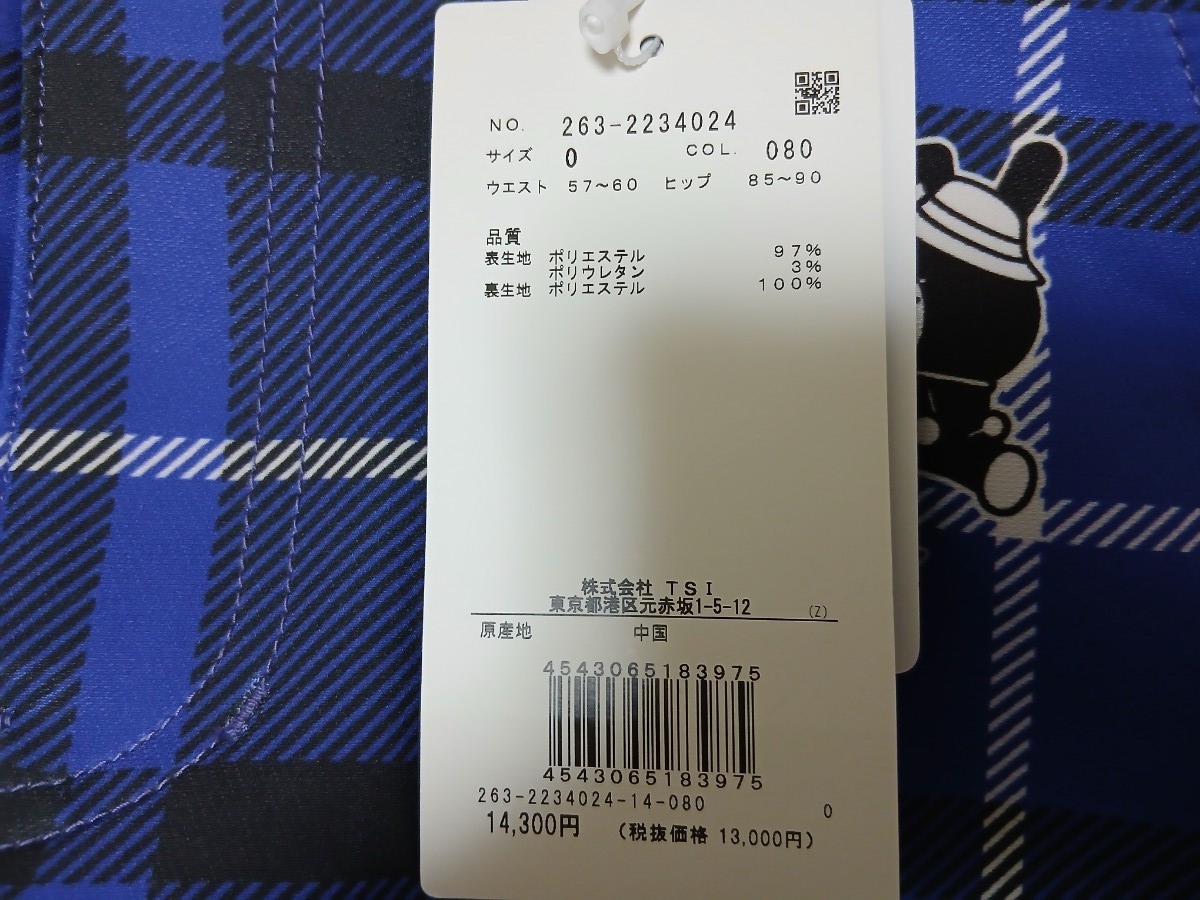 NO. 263-2234024
サイズ 0 COL. 080
ウエスト 57~60 ヒップ 85~90
品質
表生地 ポリエステル 97%
ポリウレタン 3%
裏生地 ポリエステル 100%
株式会社 TSI
東京都港区元赤坂1-5-12 (Z)
原産地 中国
4543065183975
4543065183975
263-2234024-14-080 0
14,300円 (税抜価格 13,000円)